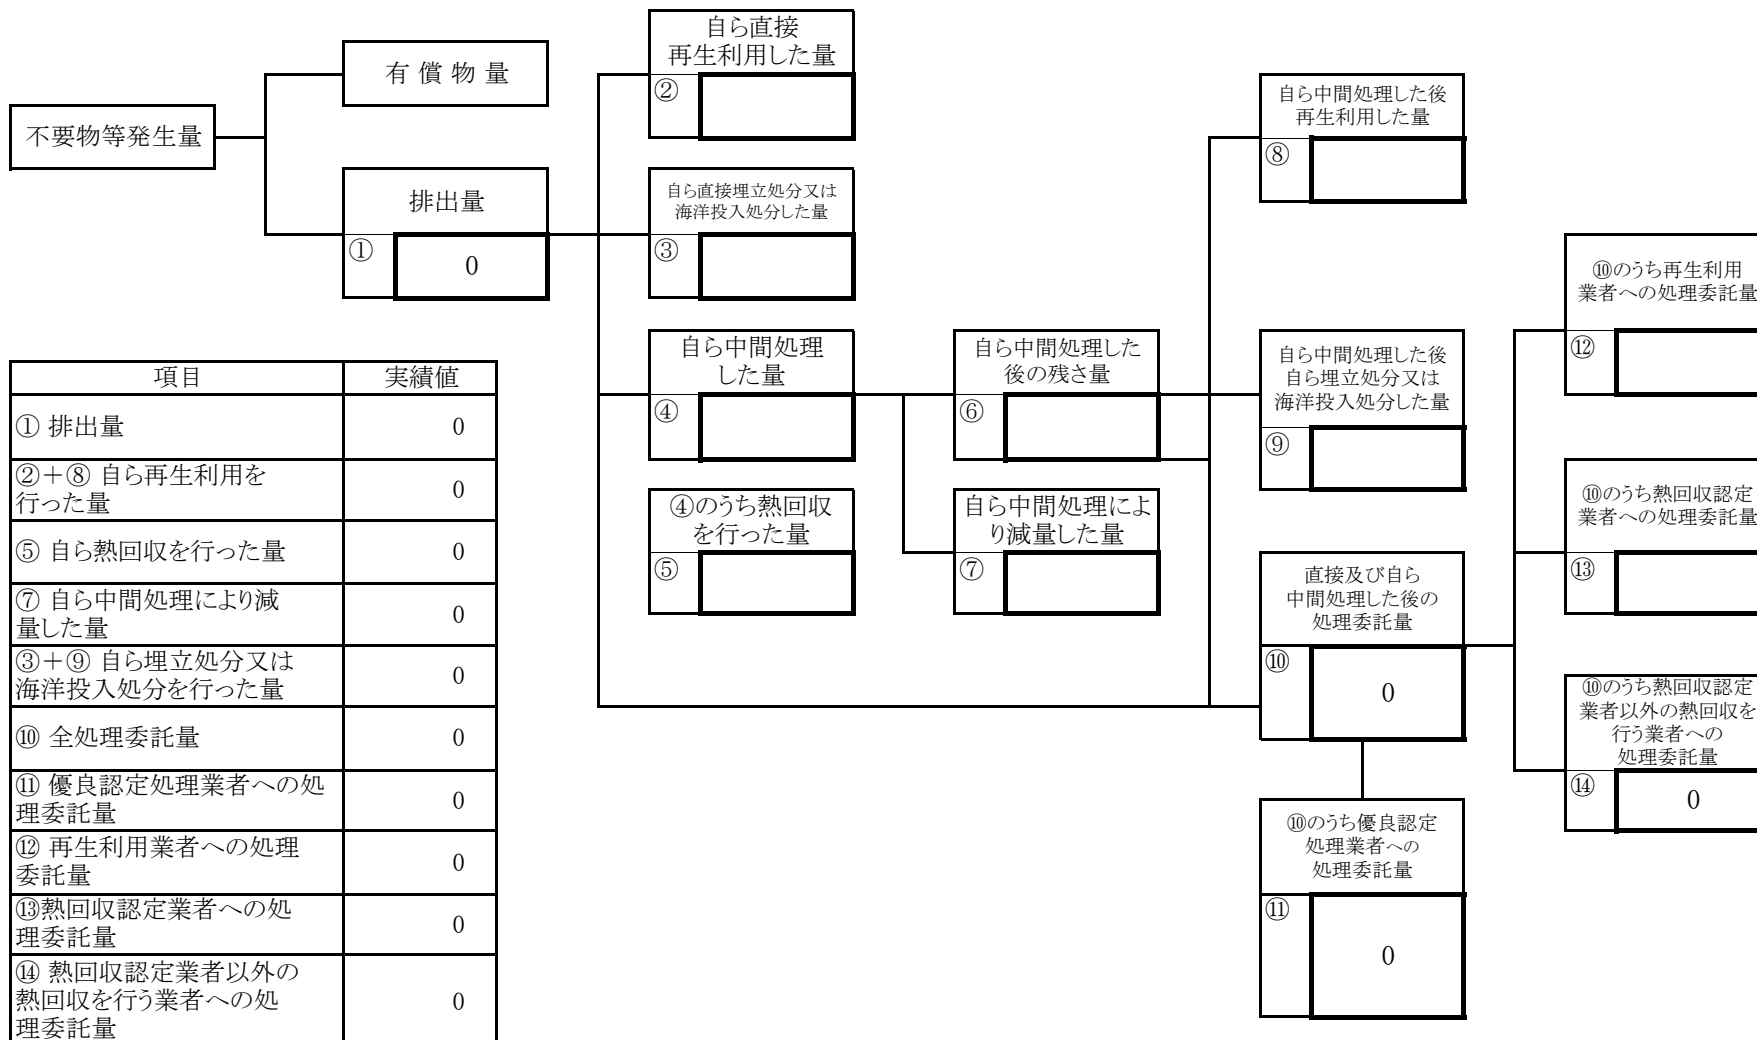 不要物等発生量
有 償 物 量
排出量
①
0
自ら直接
再生利用した量
②
自ら直接埋立処分又は
海洋投入処分した量
③
自ら中間処理
した量
④
④のうち熱回収
を行った量
⑤
自ら中間処理した
後の残さ量
⑥
自ら中間処理によ
り減量した量
⑦
自ら中間処理した後
再生利用した量
⑧
自ら中間処理した後
自ら埋立処分又は
海洋投入処分した量
⑨
直接及び自ら
中間処理した後の
処理委託量
⑩
0
⑩のうち優良認定
処理業者への
処理委託量
⑪
0
⑩のうち再生利用
業者への処理委託量
⑫
⑩のうち熱回収認定
業者への処理委託量
⑬
⑩のうち熱回収認定
業者以外の熱回収を
行う業者への
処理委託量
⑭
0
項目 実績値
① 排出量 0
②+⑧ 自ら再生利用を
行った量 0
⑤ 自ら熱回収を行った量 0
⑦ 自ら中間処理により減
量した量 0
③+⑨ 自ら埋立処分又は
海洋投入処分を行った量 0
⑩ 全処理委託量 0
⑪ 優良認定処理業者への処
理委託量 0
⑫ 再生利用業者への処理
委託量 0
⑬熱回収認定業者への処
理委託量 0
⑭ 熱回収認定業者以外の
熱回収を行う業者への処
理委託量 0